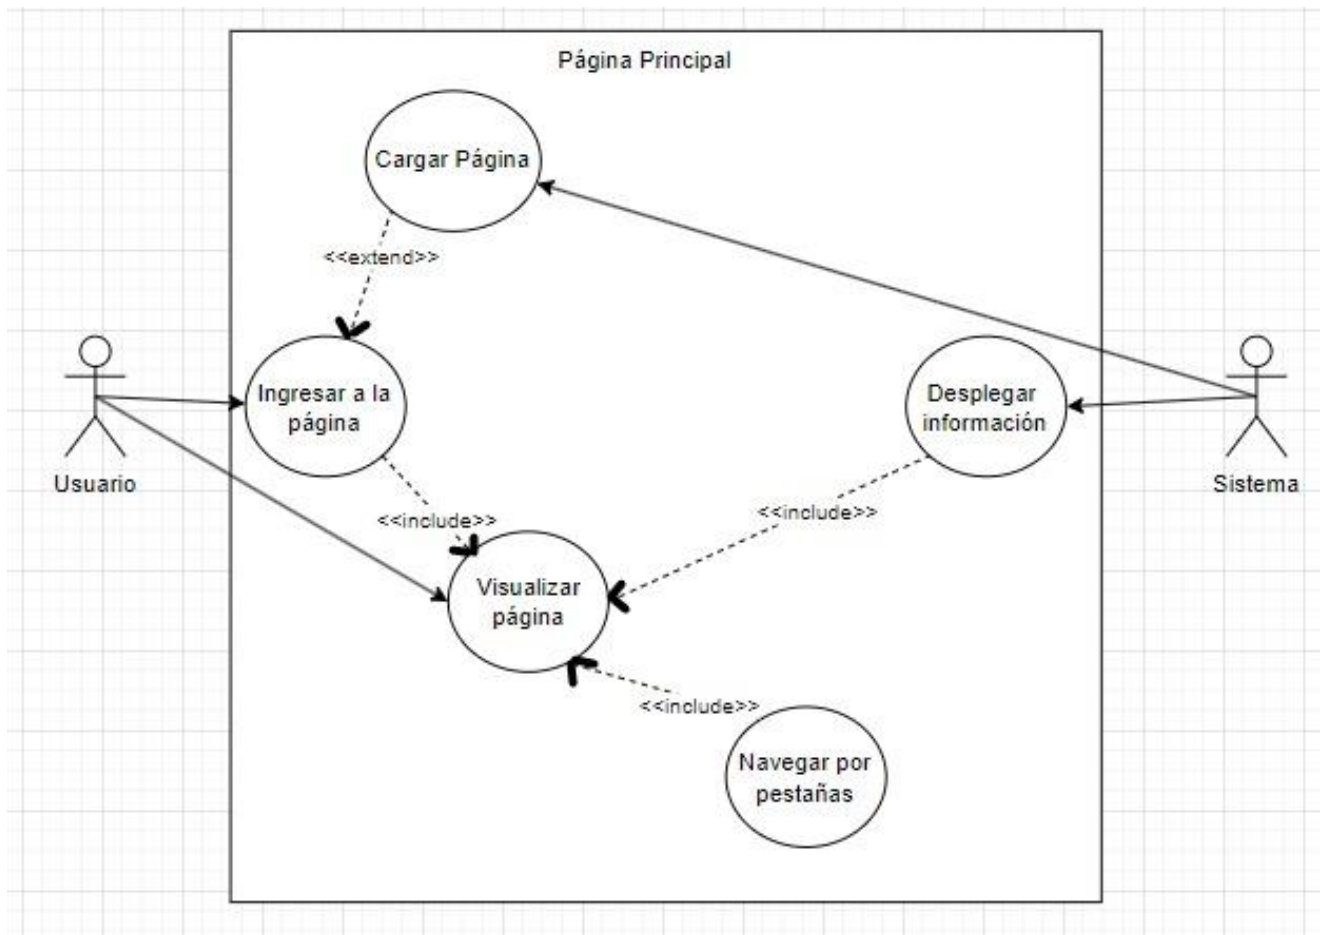 Página Principal
Cargar Página
<<extend>>
Ingresar a la
página
Desplegar
información
Usuario
Sistema
<<include>>
<<include>>
Visualizar
página
<<include>>
Navegar por
pestañas